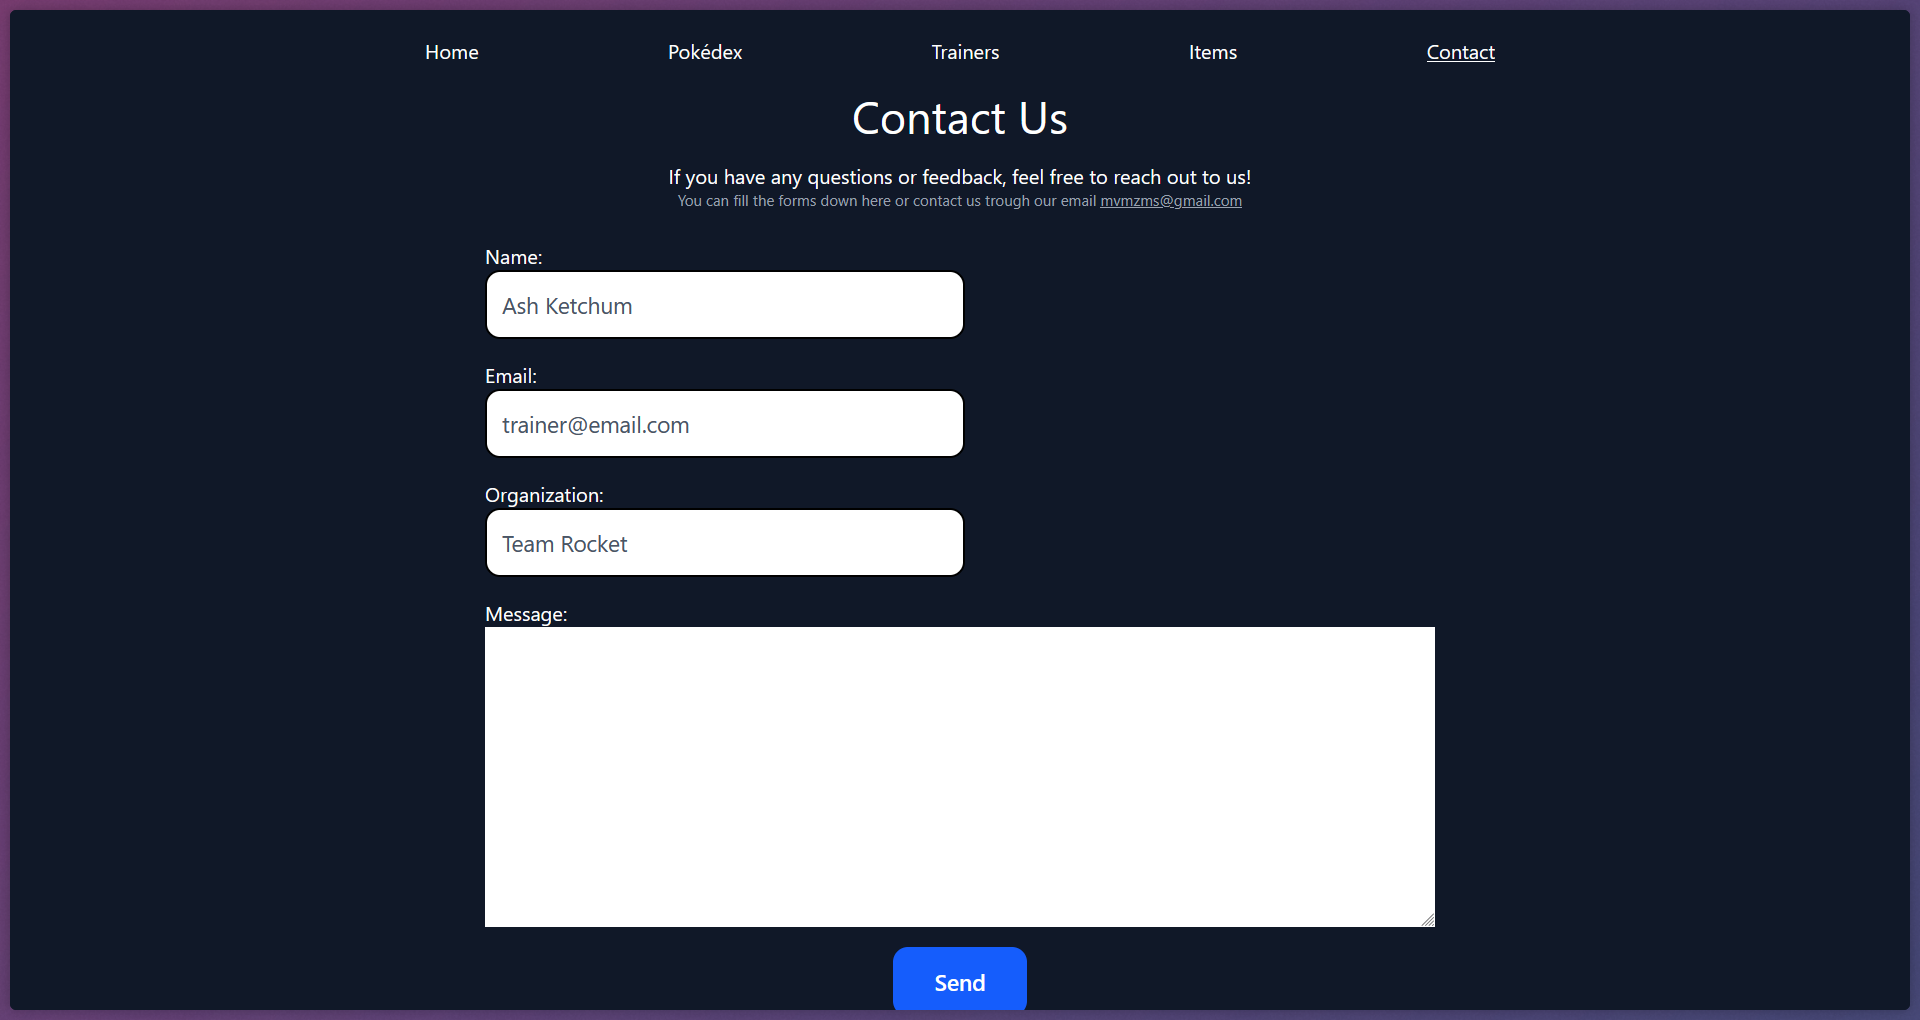 Home Pokédex Trainers Items Contact
Contact Us
If you have any questions or feedback, feel free to reach out to us!
You can fill the forms down here or contact us trough our email mvmzms@gmail.com
Name:
Ash Ketchum
Email:
trainer@email.com
Organization:
Team Rocket
Message:
Send